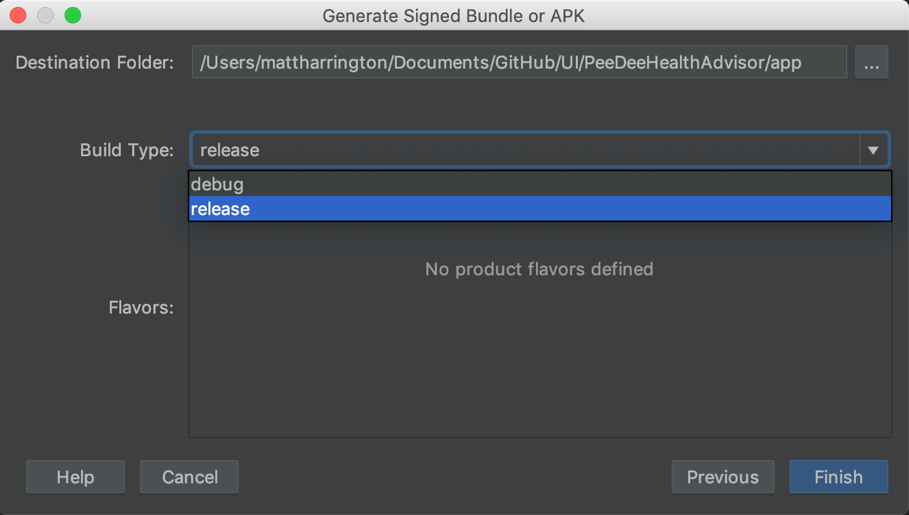 Generate Signed Bundle or APK
Destination Folder: /Users/mattharrington/Documents/GitHub/UI/PeeDeeHealthAdvisor/app ...
Build Type: release
debug
release
No product flavors defined
Flavors:
Help Cancel Previous Finish